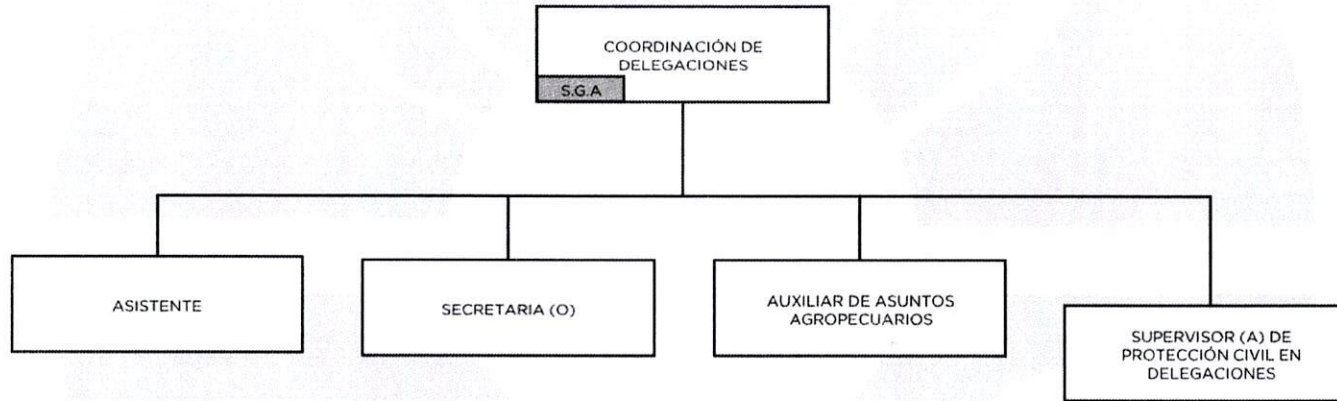 COORDINACIÓN DE
DELEGACIONES
S.G.A
ASISTENTE
SECRETARIA (O)
AUXILIAR DE ASUNTOS
AGROPECUARIOS
SUPERVISOR (A) DE
PROTECCIÓN CIVIL EN
DELEGACIONES